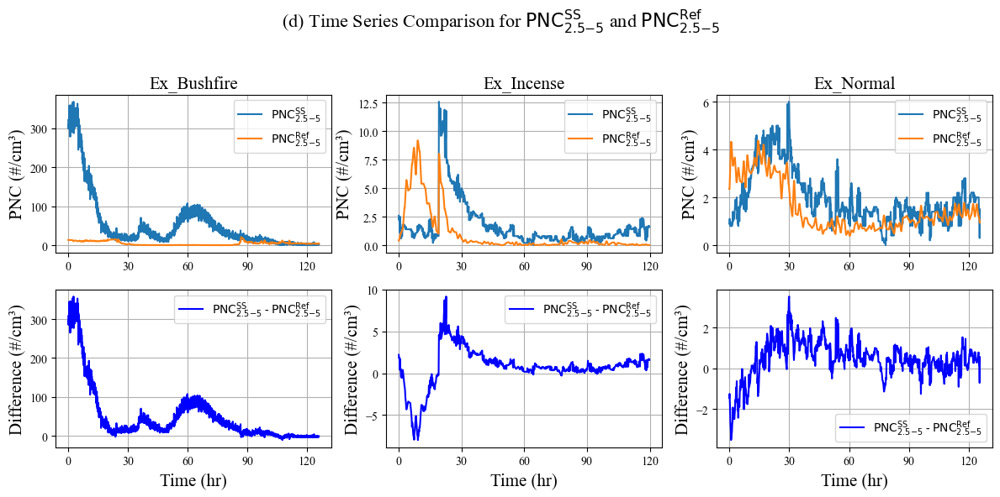 (d) Time Series Comparison for PNC^SS_2.5−5 and PNC^Ref_2.5−5
Ex_Bushfire
Ex_Incense
Ex_Normal
PNC (#/cm³)
300
200
100
0
0 30 60 90 120
PNC^SS_2.5−5
PNC^Ref_2.5−5
PNC (#/cm³)
12.5
10.0
7.5
5.0
2.5
0.0
0 30 60 90 120
PNC^SS_2.5−5
PNC^Ref_2.5−5
PNC (#/cm³)
6
4
2
0
0 30 60 90 120
PNC^SS_2.5−5
PNC^Ref_2.5−5
Difference (#/cm³)
300
200
100
0
0 30 60 90 120
Time (hr)
PNC^SS_2.5−5 - PNC^Ref_2.5−5
Difference (#/cm³)
10
5
0
−5
0 30 60 90 120
Time (hr)
PNC^SS_2.5−5 - PNC^Ref_2.5−5
Difference (#/cm³)
2
0
−2
0 30 60 90 120
Time (hr)
PNC^SS_2.5−5 - PNC^Ref_2.5−5